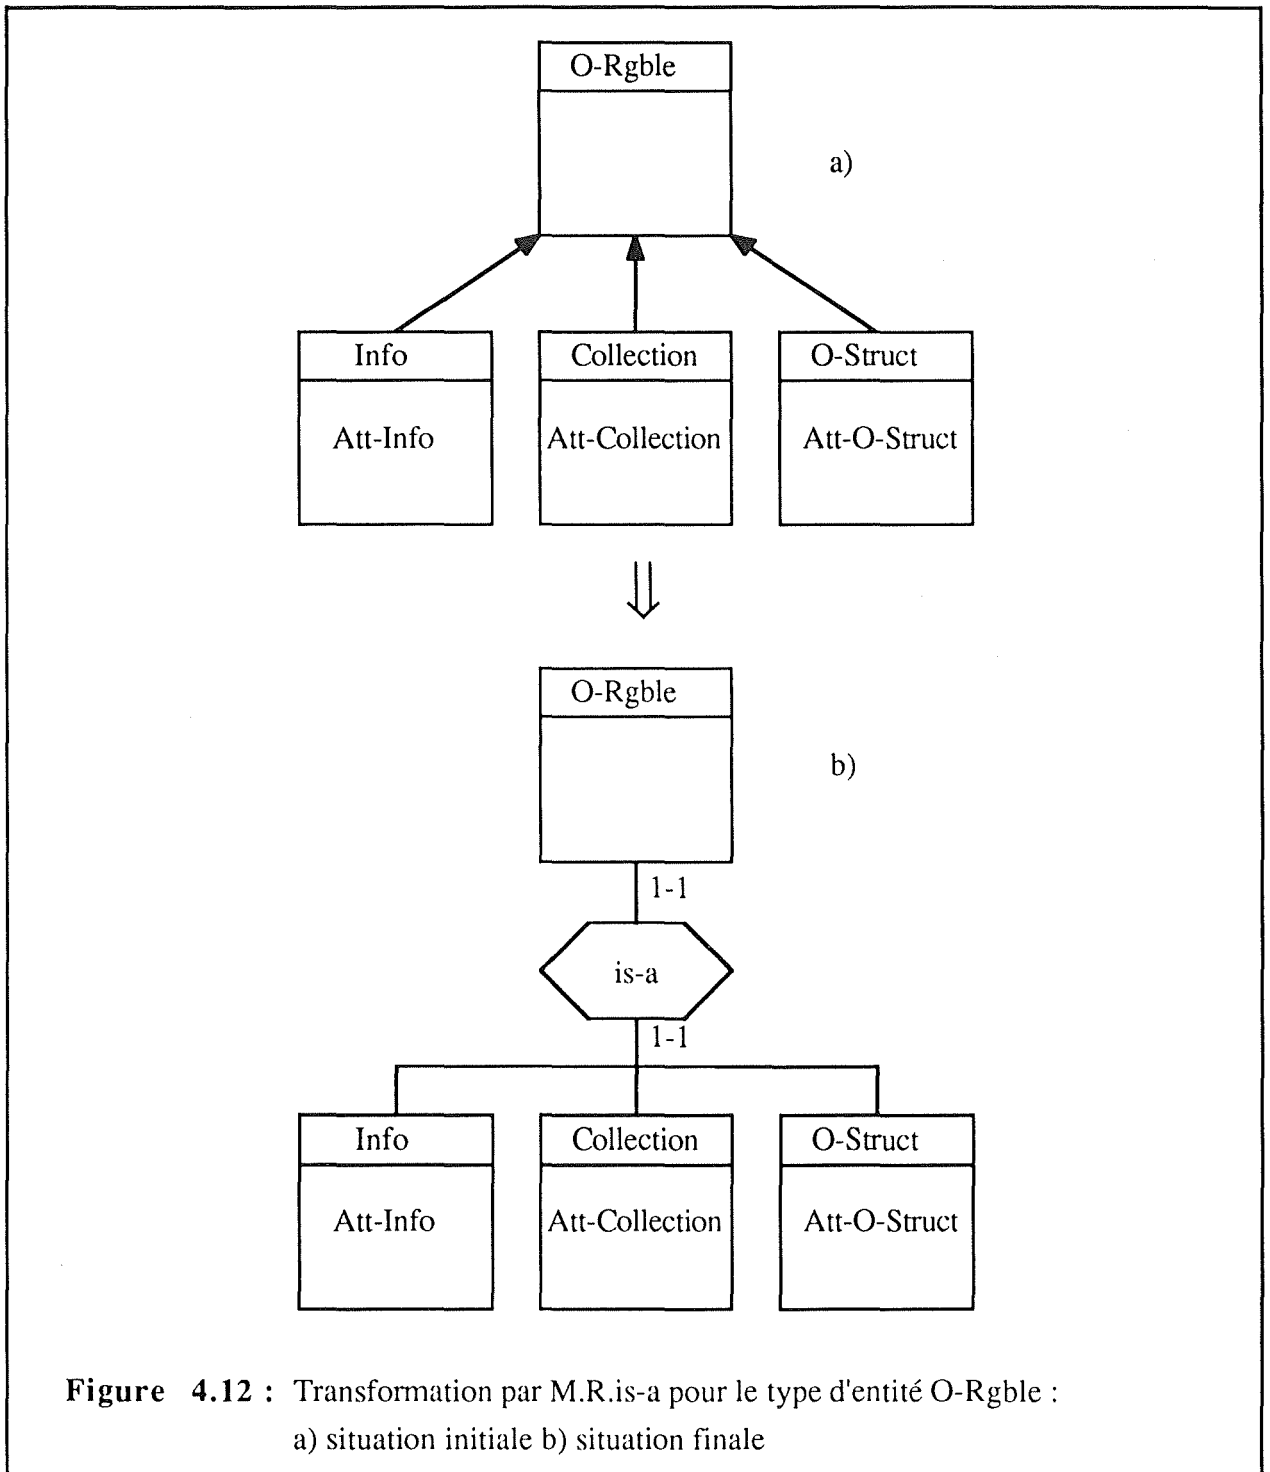 O-Rgble
a)
Info
Collection
O-Struct
Att-Info
Att-Collection
Att-O-Struct
O-Rgble
b)
1-1
is-a
1-1
Info
Collection
O-Struct
Att-Info
Att-Collection
Att-O-Struct
Figure 4.12 : Transformation par M.R.is-a pour le type d'entité O-Rgble :
a) situation initiale b) situation finale